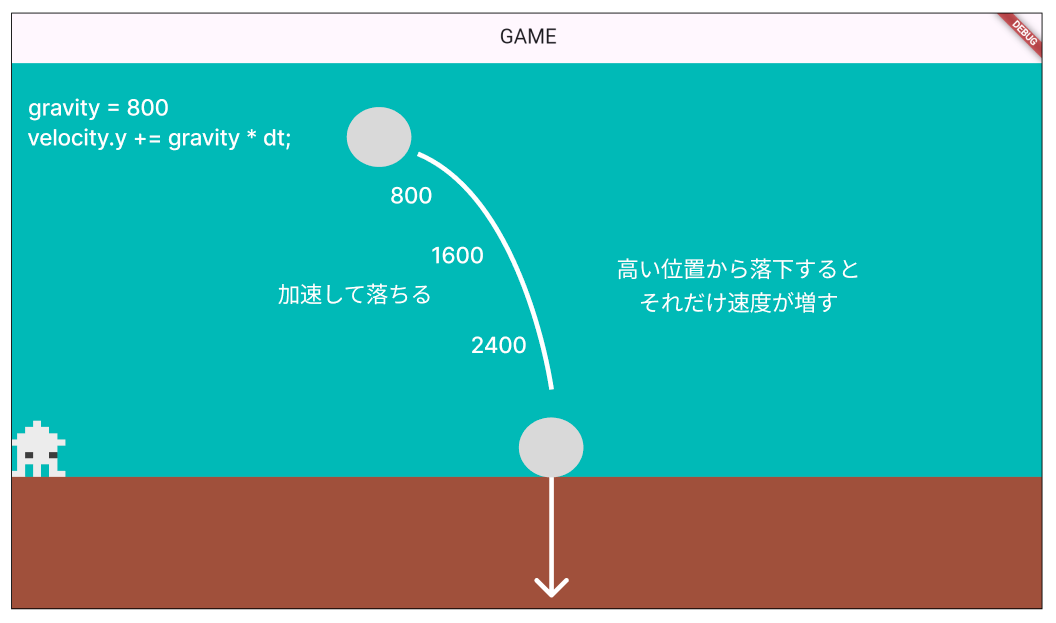 GAME
DEBUG
gravity = 800
velocity.y += gravity * dt;
800
1600
高い位置から落下すると
それだけ速度が増す
加速して落ちる
2400